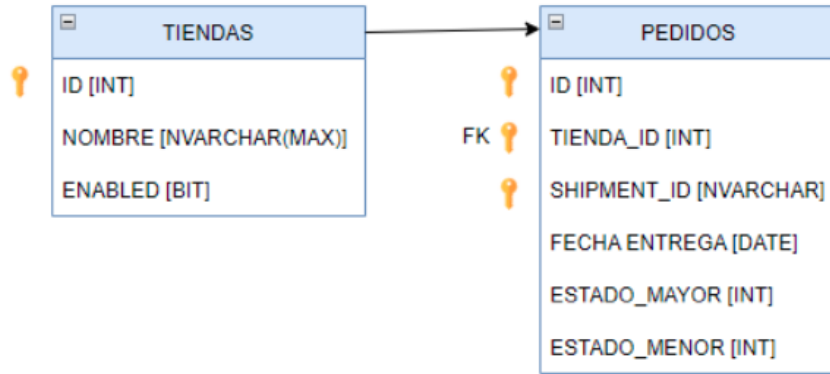 TIENDAS
ID [INT]
NOMBRE [NVARCHAR(MAX)]
ENABLED [BIT]
PEDIDOS
ID [INT]
FK TIENDA_ID [INT]
SHIPMENT_ID [NVARCHAR]
FECHA ENTREGA [DATE]
ESTADO_MAYOR [INT]
ESTADO_MENOR [INT]